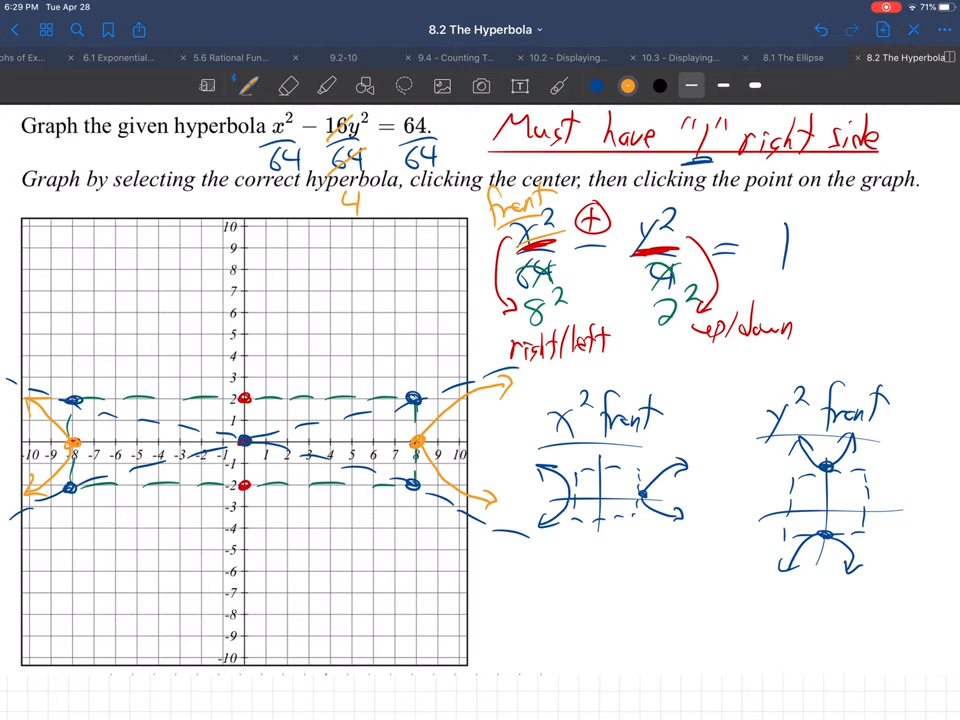 6:29 PM Tue Apr 28
71%
8.2 The Hyperbola
phs of Ex...
6.1 Exponential...
5.6 Rational Fun...
9.2-10
9.4 - Counting T...
10.2 - Displaying...
10.3 - Displaying...
8.1 The Ellipse
8.2 The Hyperbola
Graph the given hyperbola x² − 16y² = 64.
64 64 64
4
Must have "1" right side
Graph by selecting the correct hyperbola, clicking the center, then clicking the point on the graph.
front
x² + − y² = 1
64 4
8² 2²
right/left
up/down
x² front
y² front
10
9
8
7
6
5
4
3
2
1
-10 -9 -8 -7 -6 -5 -4 -3 -2 -1 1 2 3 4 5 6 7 8 9 10
-1
-2
-3
-4
-5
-6
-7
-8
-9
-10